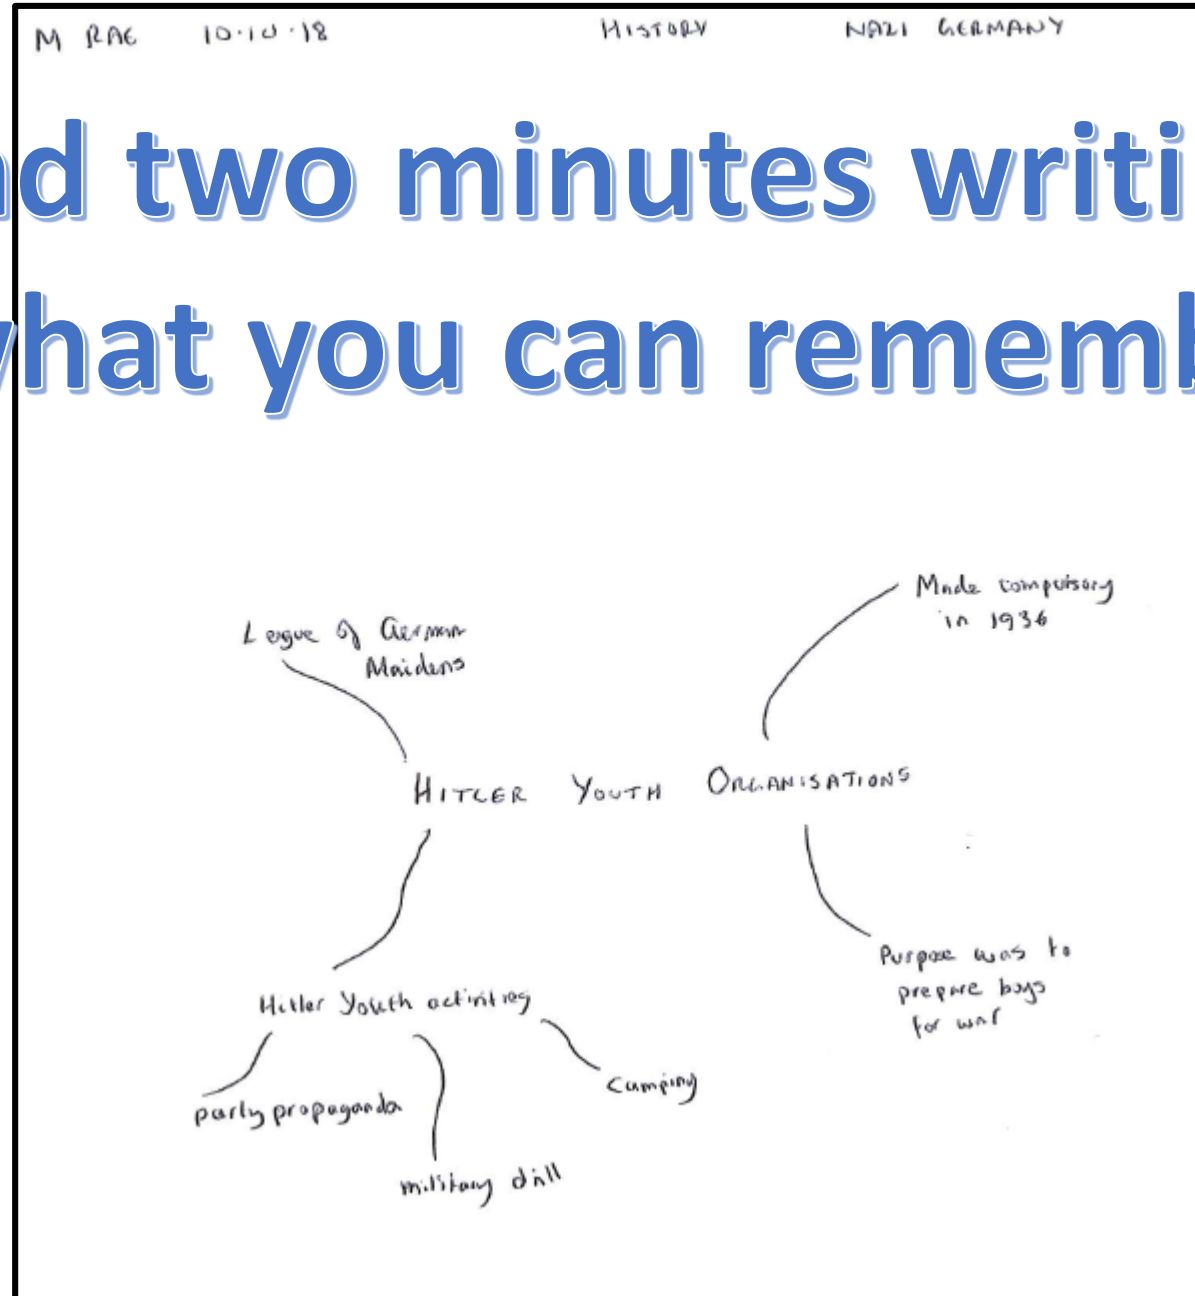 M RAE 10.10.18 HISTORY NAZI GERMANY
nd two minutes writi
what you can rememb
Made compulsory
in 1936
League of German
Maidens
HITLER YOUTH ORGANISATIONS
Purpose was to
prepare boys
for war
Hitler Youth activities
camping
party propaganda
military drill